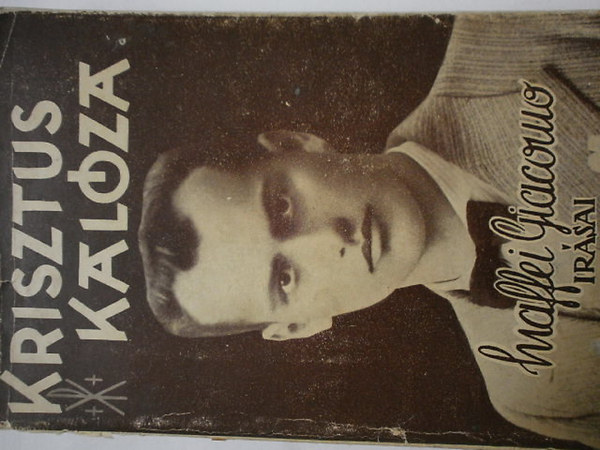 KRISZTUS
KALÓZA
Maffei Giacomo
IRÁSAI